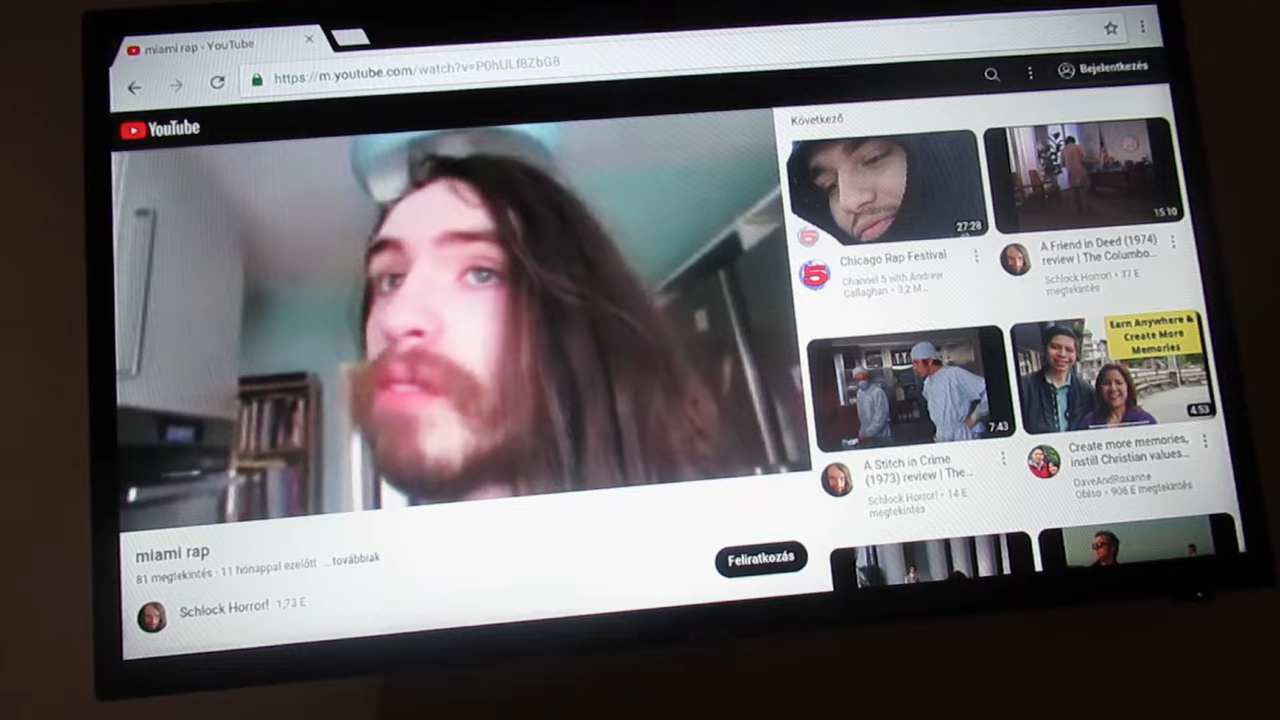 miami rap - YouTube
https://m.youtube.com/watch?v=P0hULf8ZbG8
Bejelentkezés
YouTube
Következő
27:28
15:10
Chicago Rap Festival
Channel 5 with Andrew
Callaghan • 3,2 M...
A Friend in Deed (1974)
review | The Columbo...
Schlock Horror! • 37 E
megtekintés
Earn Anywhere &
Create More
Memories
7:43
4:53
A Stitch in Crime
(1973) review | The...
Schlock Horror! • 14 E
megtekintés
Create more memories,
instill Christian values...
DaveAndRoxanne
Obiso • 906 E megtekintés
miami rap
81 megtekintés · 11 hónappal ezelőtt ...továbbiak
Feliratkozás
Schlock Horror! 1,73 E